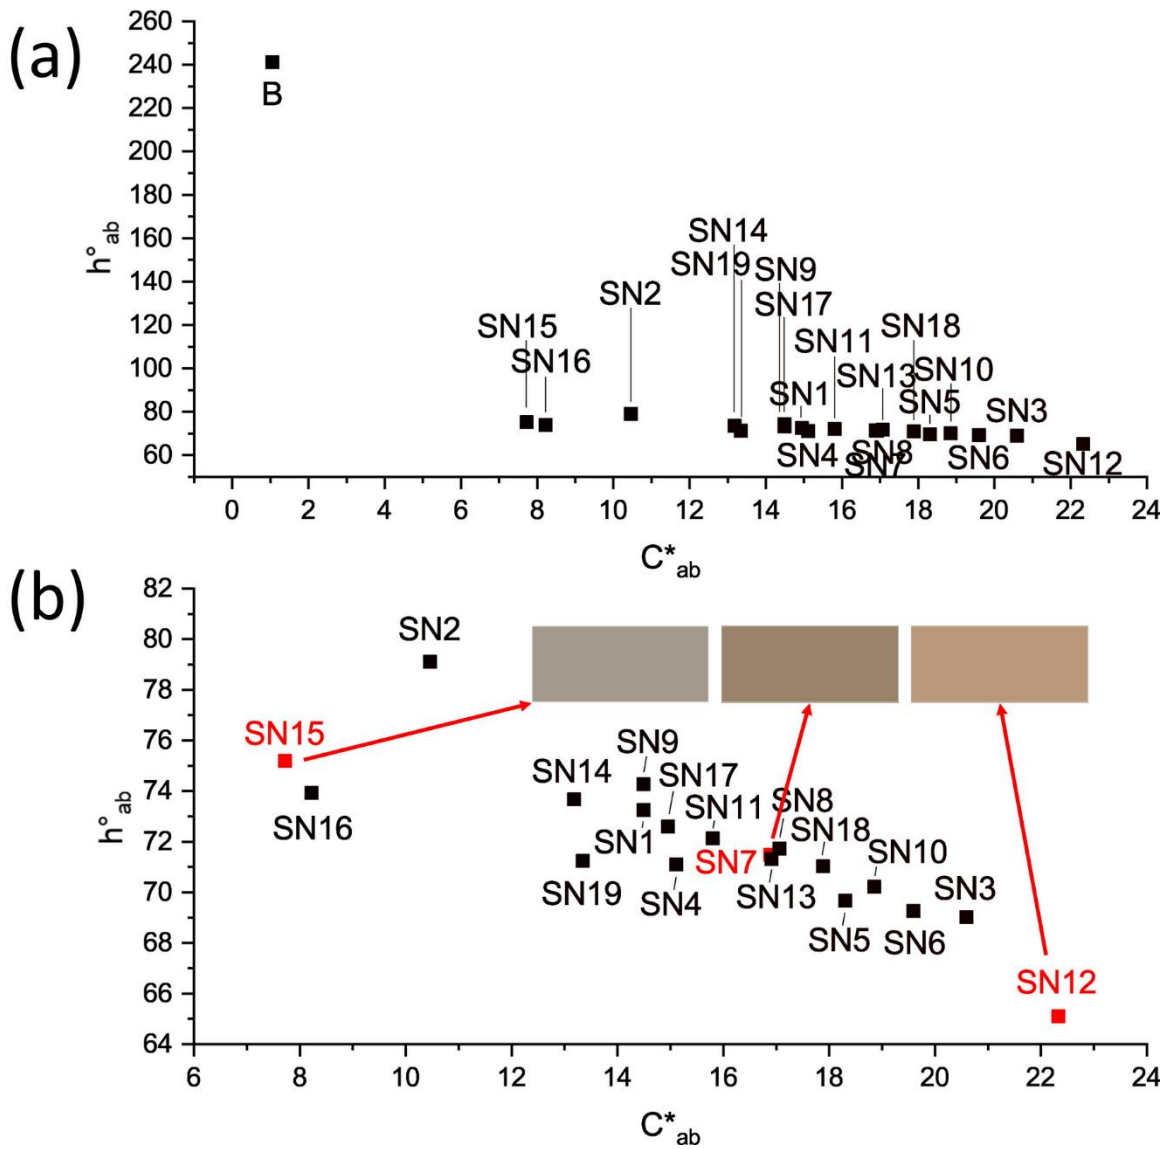 (a)
260
240
220
200
180
160
140
120
100
80
60
h°ab
B
SN14
SN19
SN9
SN2
SN17
SN15
SN18
SN11
SN16
SN10
SN13
SN1
SN5
SN3
SN4
SN8
SN7
SN6
SN12
0 2 4 6 8 10 12 14 16 18 20 22 24
C*ab
(b)
82
80
78
76
74
72
70
68
66
64
h°ab
SN2
SN15
SN9
SN14
SN17
SN11
SN8
SN16
SN1
SN18
SN7
SN10
SN19
SN4
SN13
SN3
SN5
SN6
SN12
6 8 10 12 14 16 18 20 22 24
C*ab